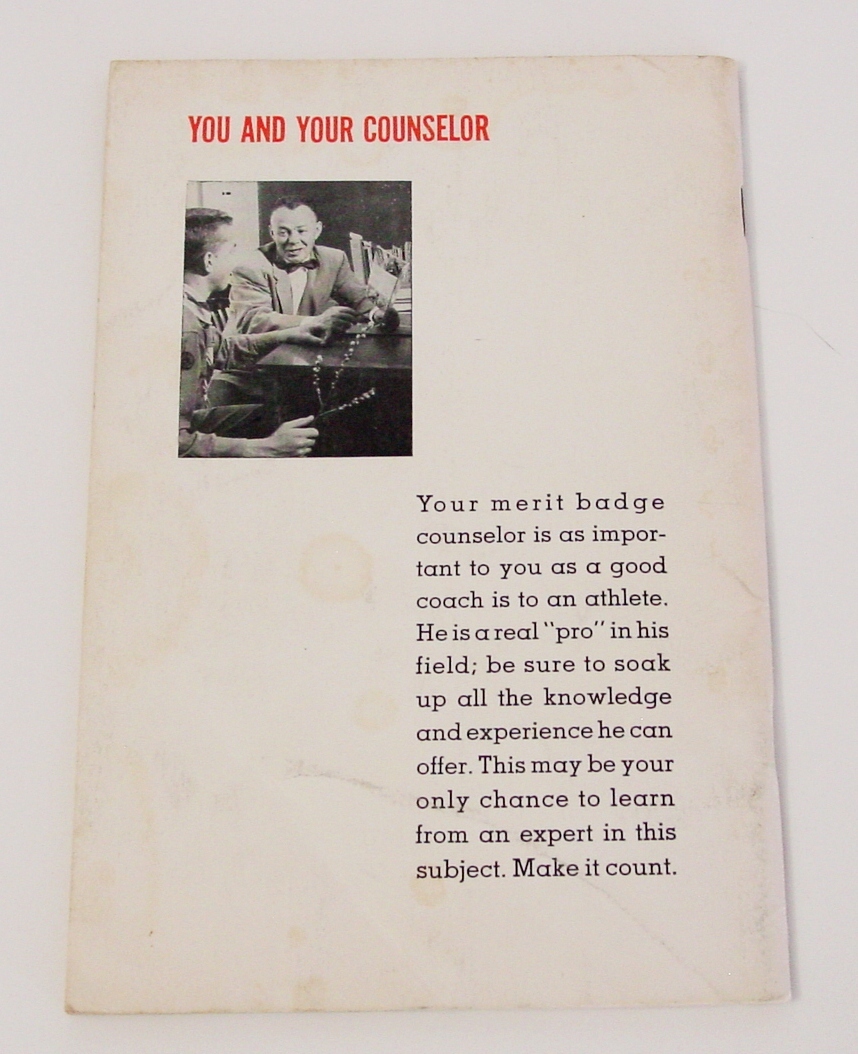 YOU AND YOUR COUNSELOR
Your merit badge
counselor is as impor-
tant to you as a good
coach is to an athlete.
He is a real "pro" in his
field; be sure to soak
up all the knowledge
and experience he can
offer. This may be your
only chance to learn
from an expert in this
subject. Make it count.